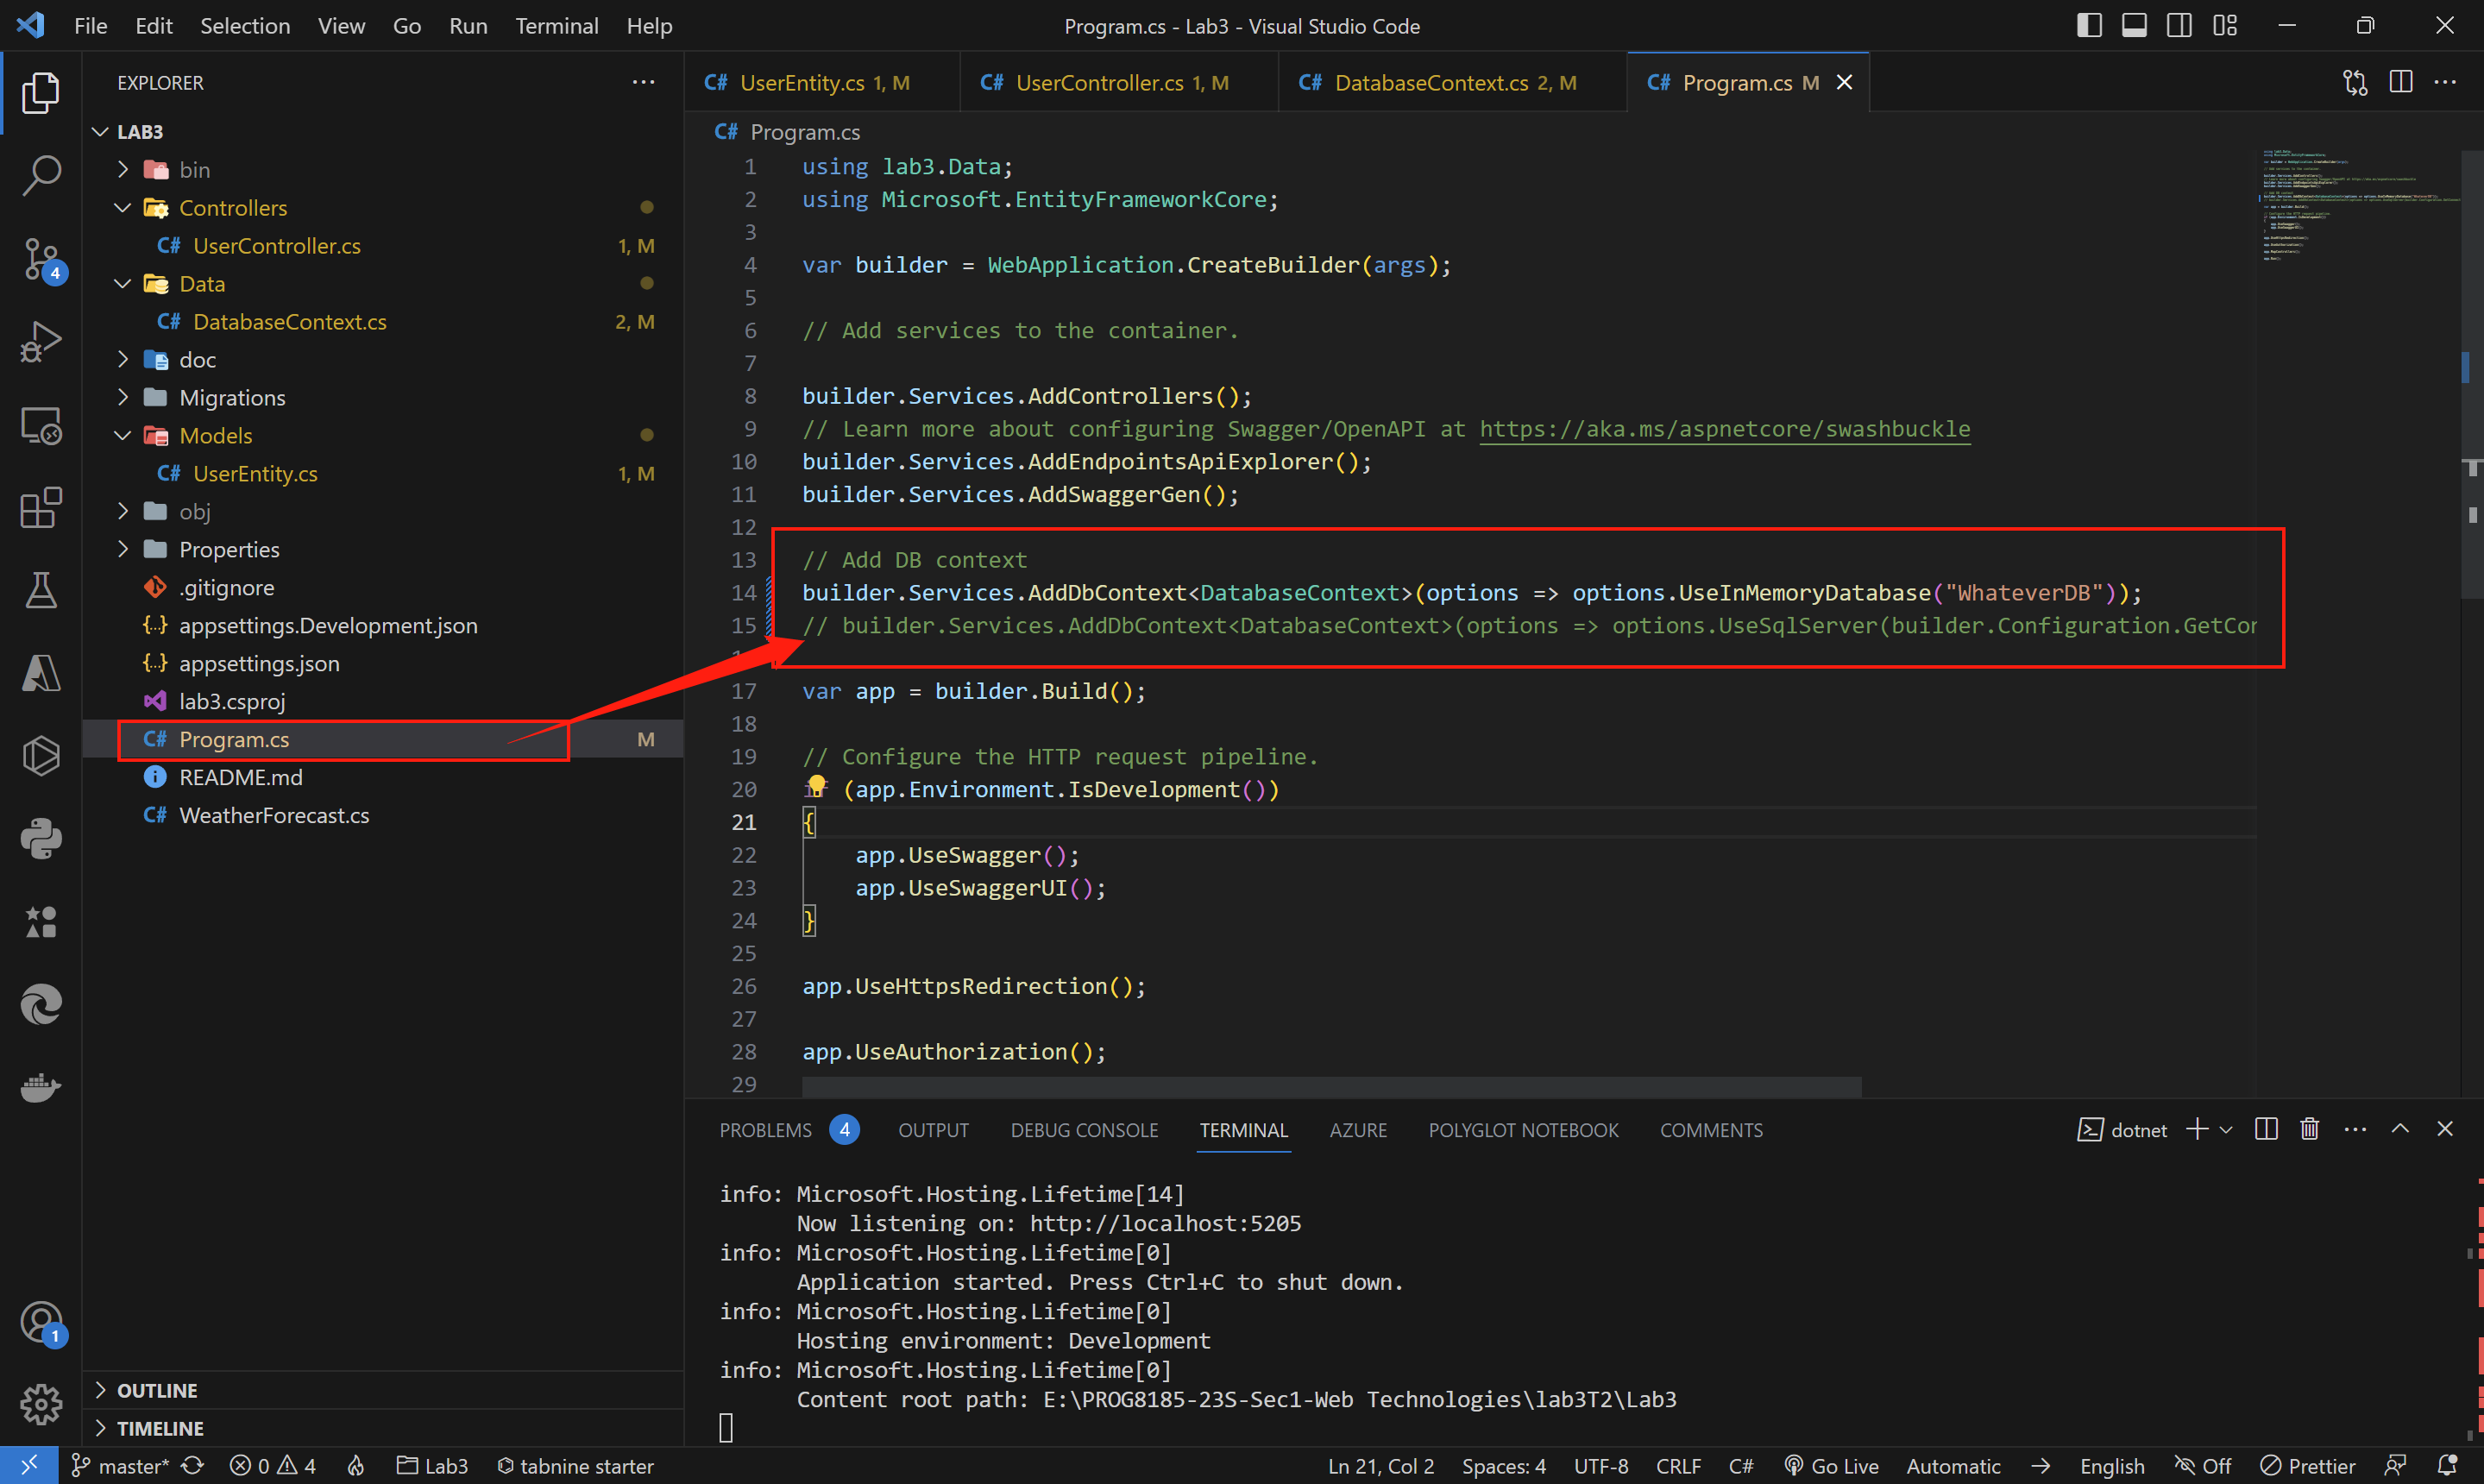 File Edit Selection View Go Run Terminal Help
Program.cs - Lab3 - Visual Studio Code
EXPLORER
LAB3
bin
Controllers
C# UserController.cs 1, M
Data
C# DatabaseContext.cs 2, M
doc
Migrations
Models
C# UserEntity.cs 1, M
obj
Properties
.gitignore
{..} appsettings.Development.json
{..} appsettings.json
lab3.csproj
C# Program.cs M
README.md
C# WeatherForecast.cs
OUTLINE
TIMELINE
4
1
C# UserEntity.cs 1, M
C# UserController.cs 1, M
C# DatabaseContext.cs 2, M
C# Program.cs M
C# Program.cs
1 using lab3.Data;
2 using Microsoft.EntityFrameworkCore;
3
4 var builder = WebApplication.CreateBuilder(args);
5
6 // Add services to the container.
7
8 builder.Services.AddControllers();
9 // Learn more about configuring Swagger/OpenAPI at https://aka.ms/aspnetcore/swashbuckle
10 builder.Services.AddEndpointsApiExplorer();
11 builder.Services.AddSwaggerGen();
12
13 // Add DB context
14 builder.Services.AddDbContext<DatabaseContext>(options => options.UseInMemoryDatabase("WhateverDB"));
15 // builder.Services.AddDbContext<DatabaseContext>(options => options.UseSqlServer(builder.Configuration.GetCor
17 var app = builder.Build();
18
19 // Configure the HTTP request pipeline.
20 if (app.Environment.IsDevelopment())
21 {
22 app.UseSwagger();
23 app.UseSwaggerUI();
24 }
25
26 app.UseHttpsRedirection();
27
28 app.UseAuthorization();
29
PROBLEMS 4 OUTPUT DEBUG CONSOLE TERMINAL AZURE POLYGLOT NOTEBOOK COMMENTS
dotnet
info: Microsoft.Hosting.Lifetime[14]
Now listening on: http://localhost:5205
info: Microsoft.Hosting.Lifetime[0]
Application started. Press Ctrl+C to shut down.
info: Microsoft.Hosting.Lifetime[0]
Hosting environment: Development
info: Microsoft.Hosting.Lifetime[0]
Content root path: E:\PROG8185-23S-Sec1-Web Technologies\lab3T2\Lab3
master* 0 4 Lab3 tabnine starter Ln 21, Col 2 Spaces: 4 UTF-8 CRLF C# Go Live Automatic English Off Prettier